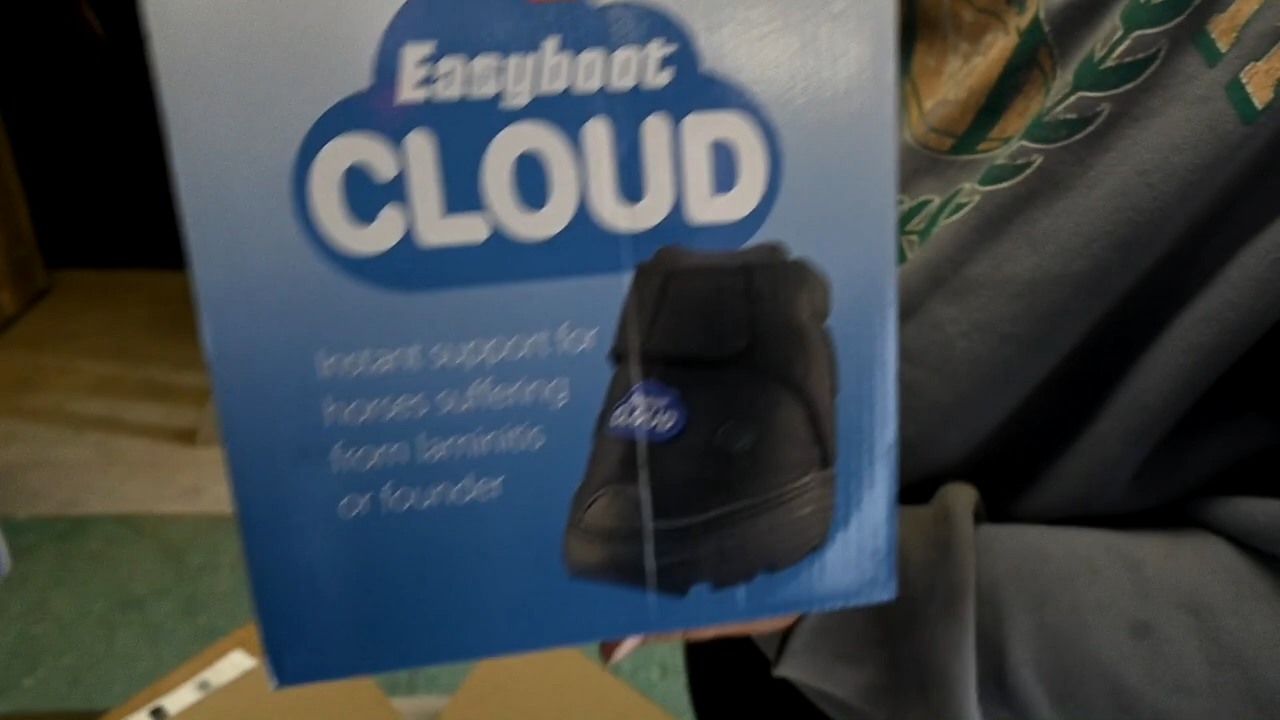 Easyboot
CLOUD
Instant support for
horses suffering
from laminitis
or founder